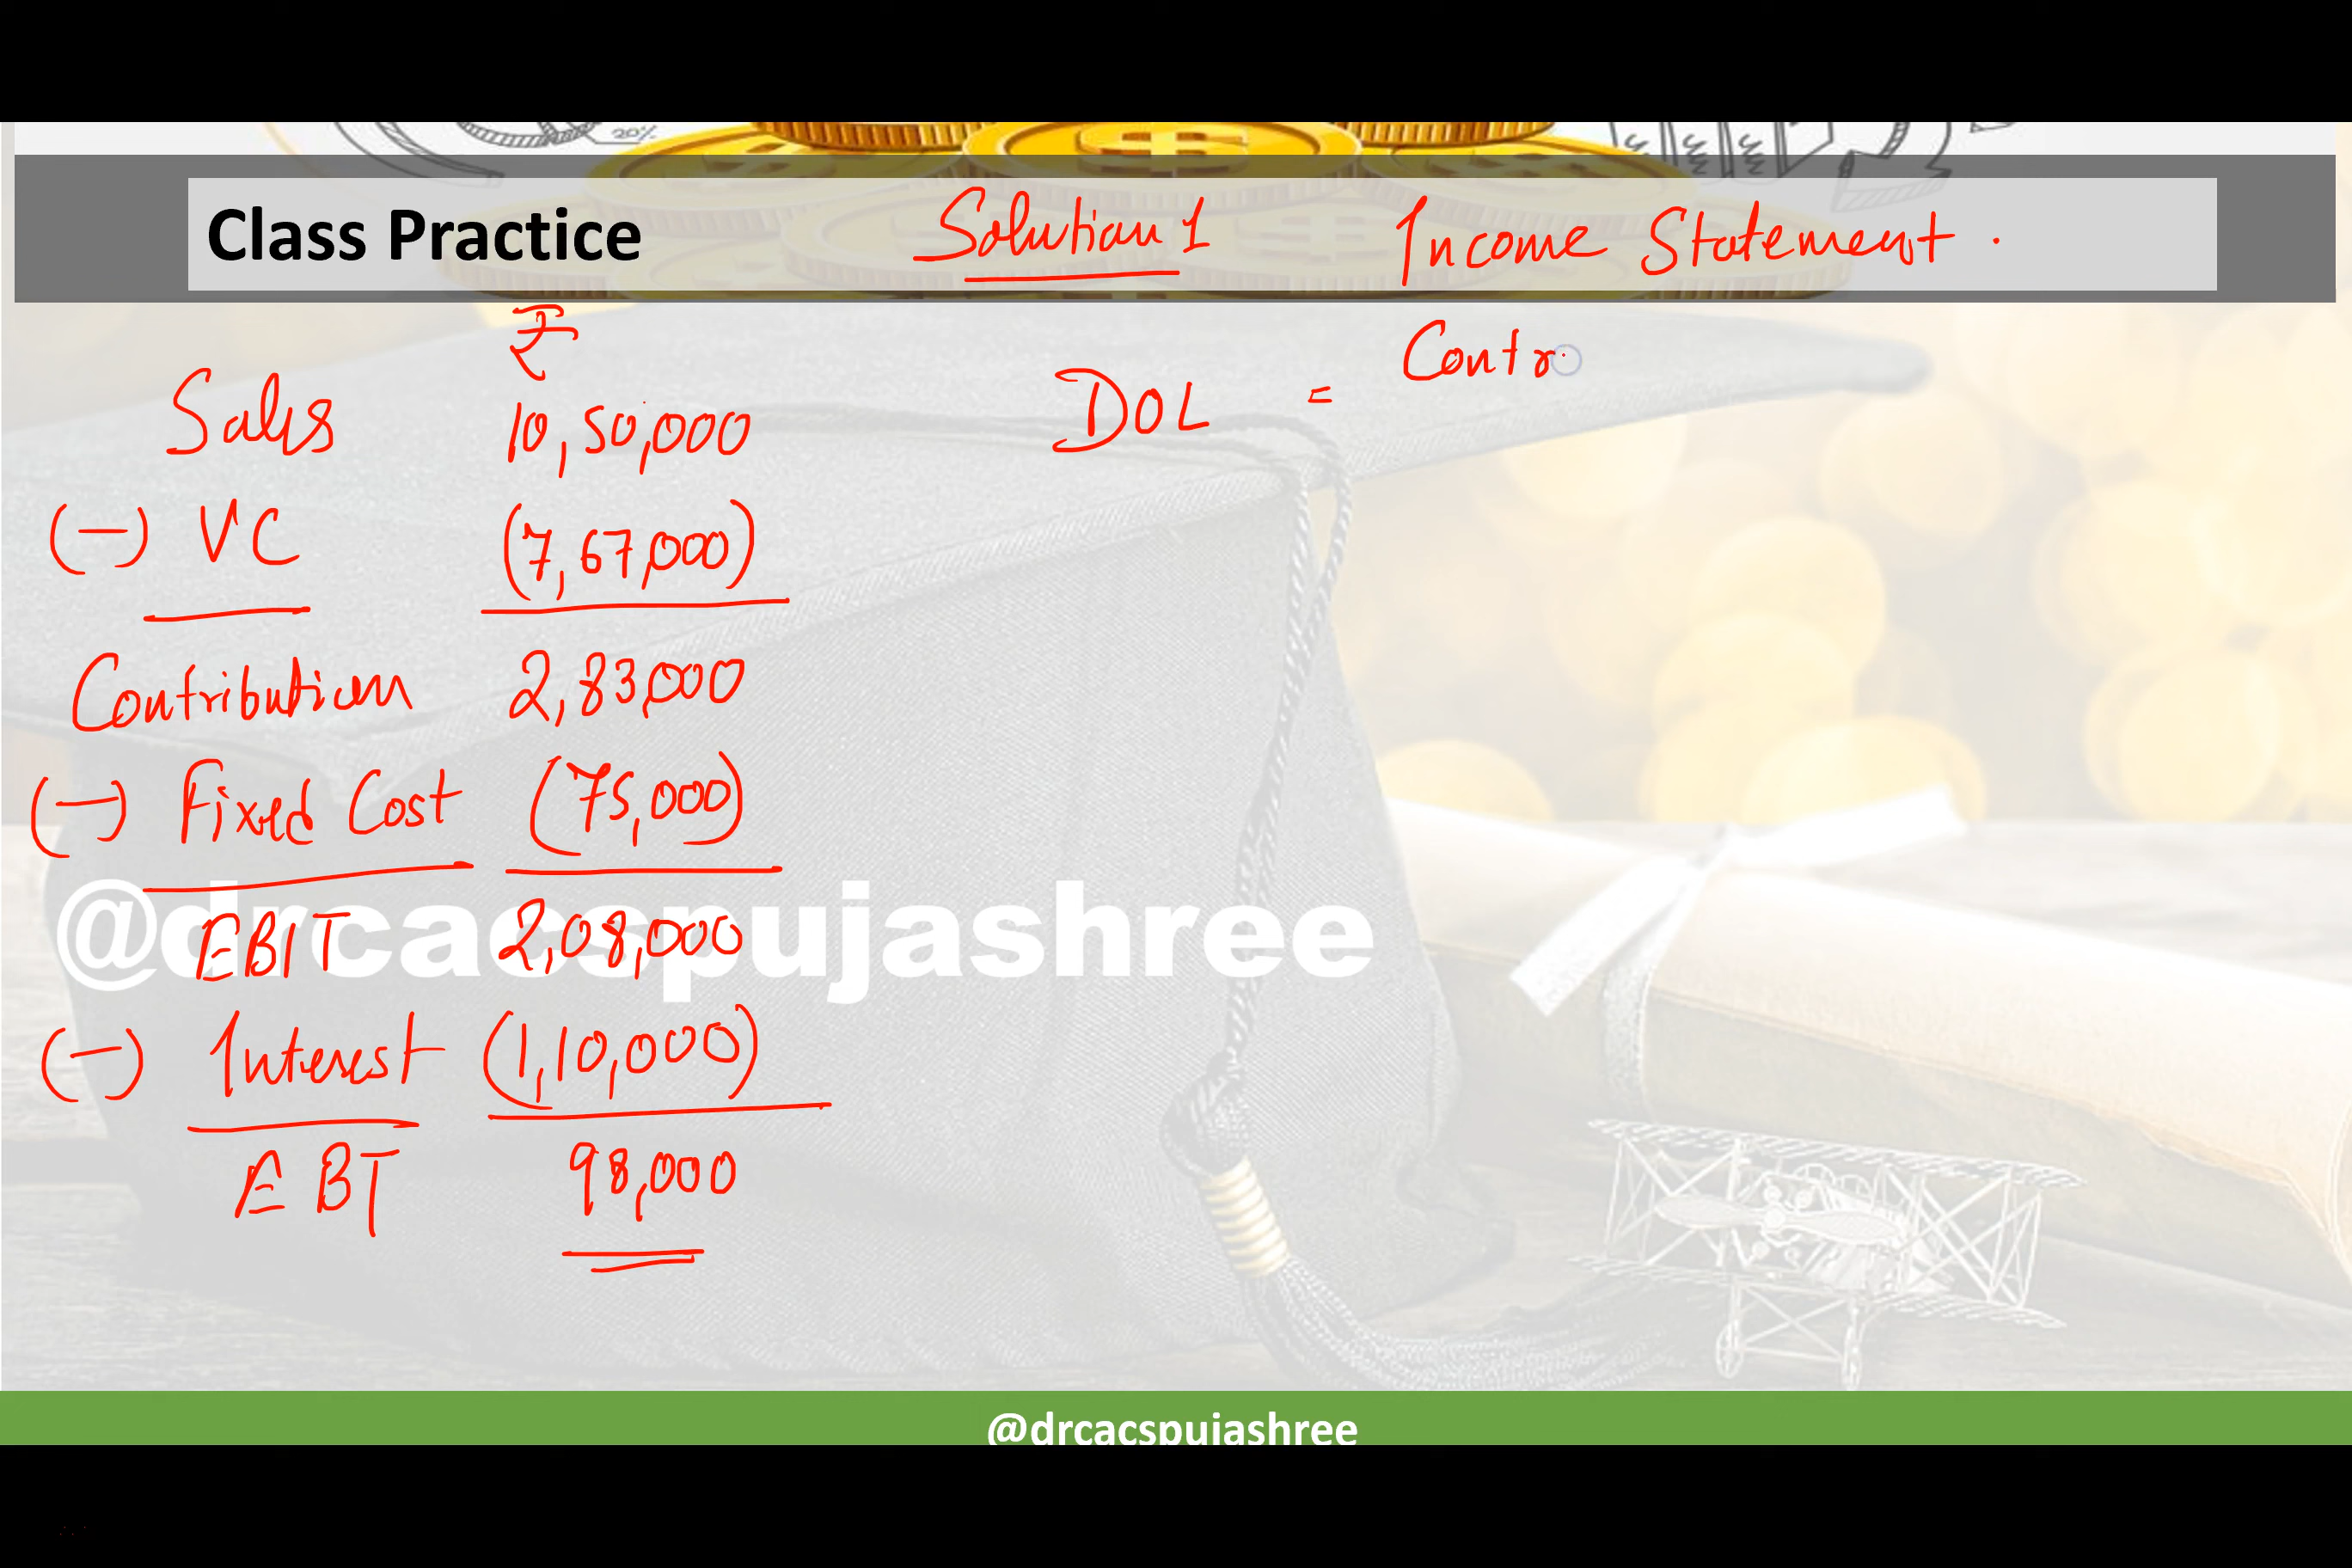 20%
Class Practice Solution 1 Income Statement.
₹
Sales 10,50,000
(-) VC (7,67,000)
Contribution 2,83,000
(-) Fixed Cost (75,000)
EBIT 2,08,000
(-) Interest (1,10,000)
EBT 98,000
DOL = Contr
@drcacspujashree
@drcacspujashree